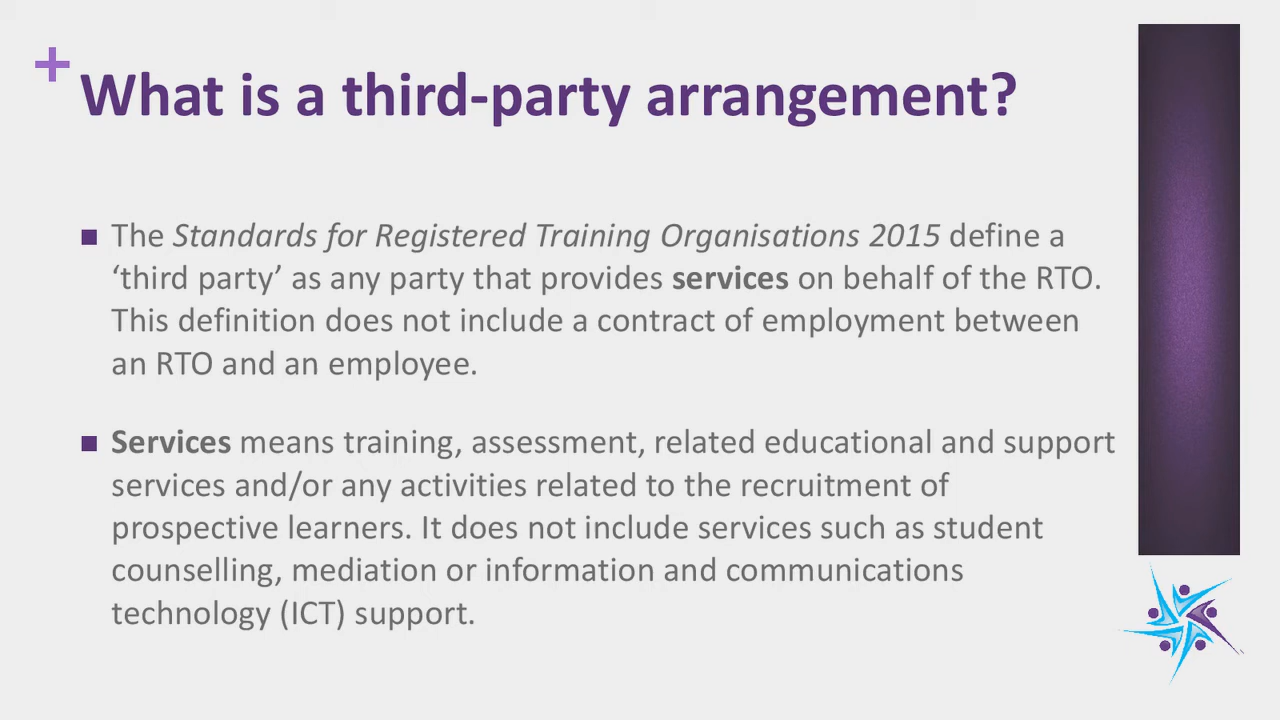 +
What is a third-party arrangement?
■ The Standards for Registered Training Organisations 2015 define a
‘third party’ as any party that provides services on behalf of the RTO.
This definition does not include a contract of employment between
an RTO and an employee.
■ Services means training, assessment, related educational and support
services and/or any activities related to the recruitment of
prospective learners. It does not include services such as student
counselling, mediation or information and communications
technology (ICT) support.